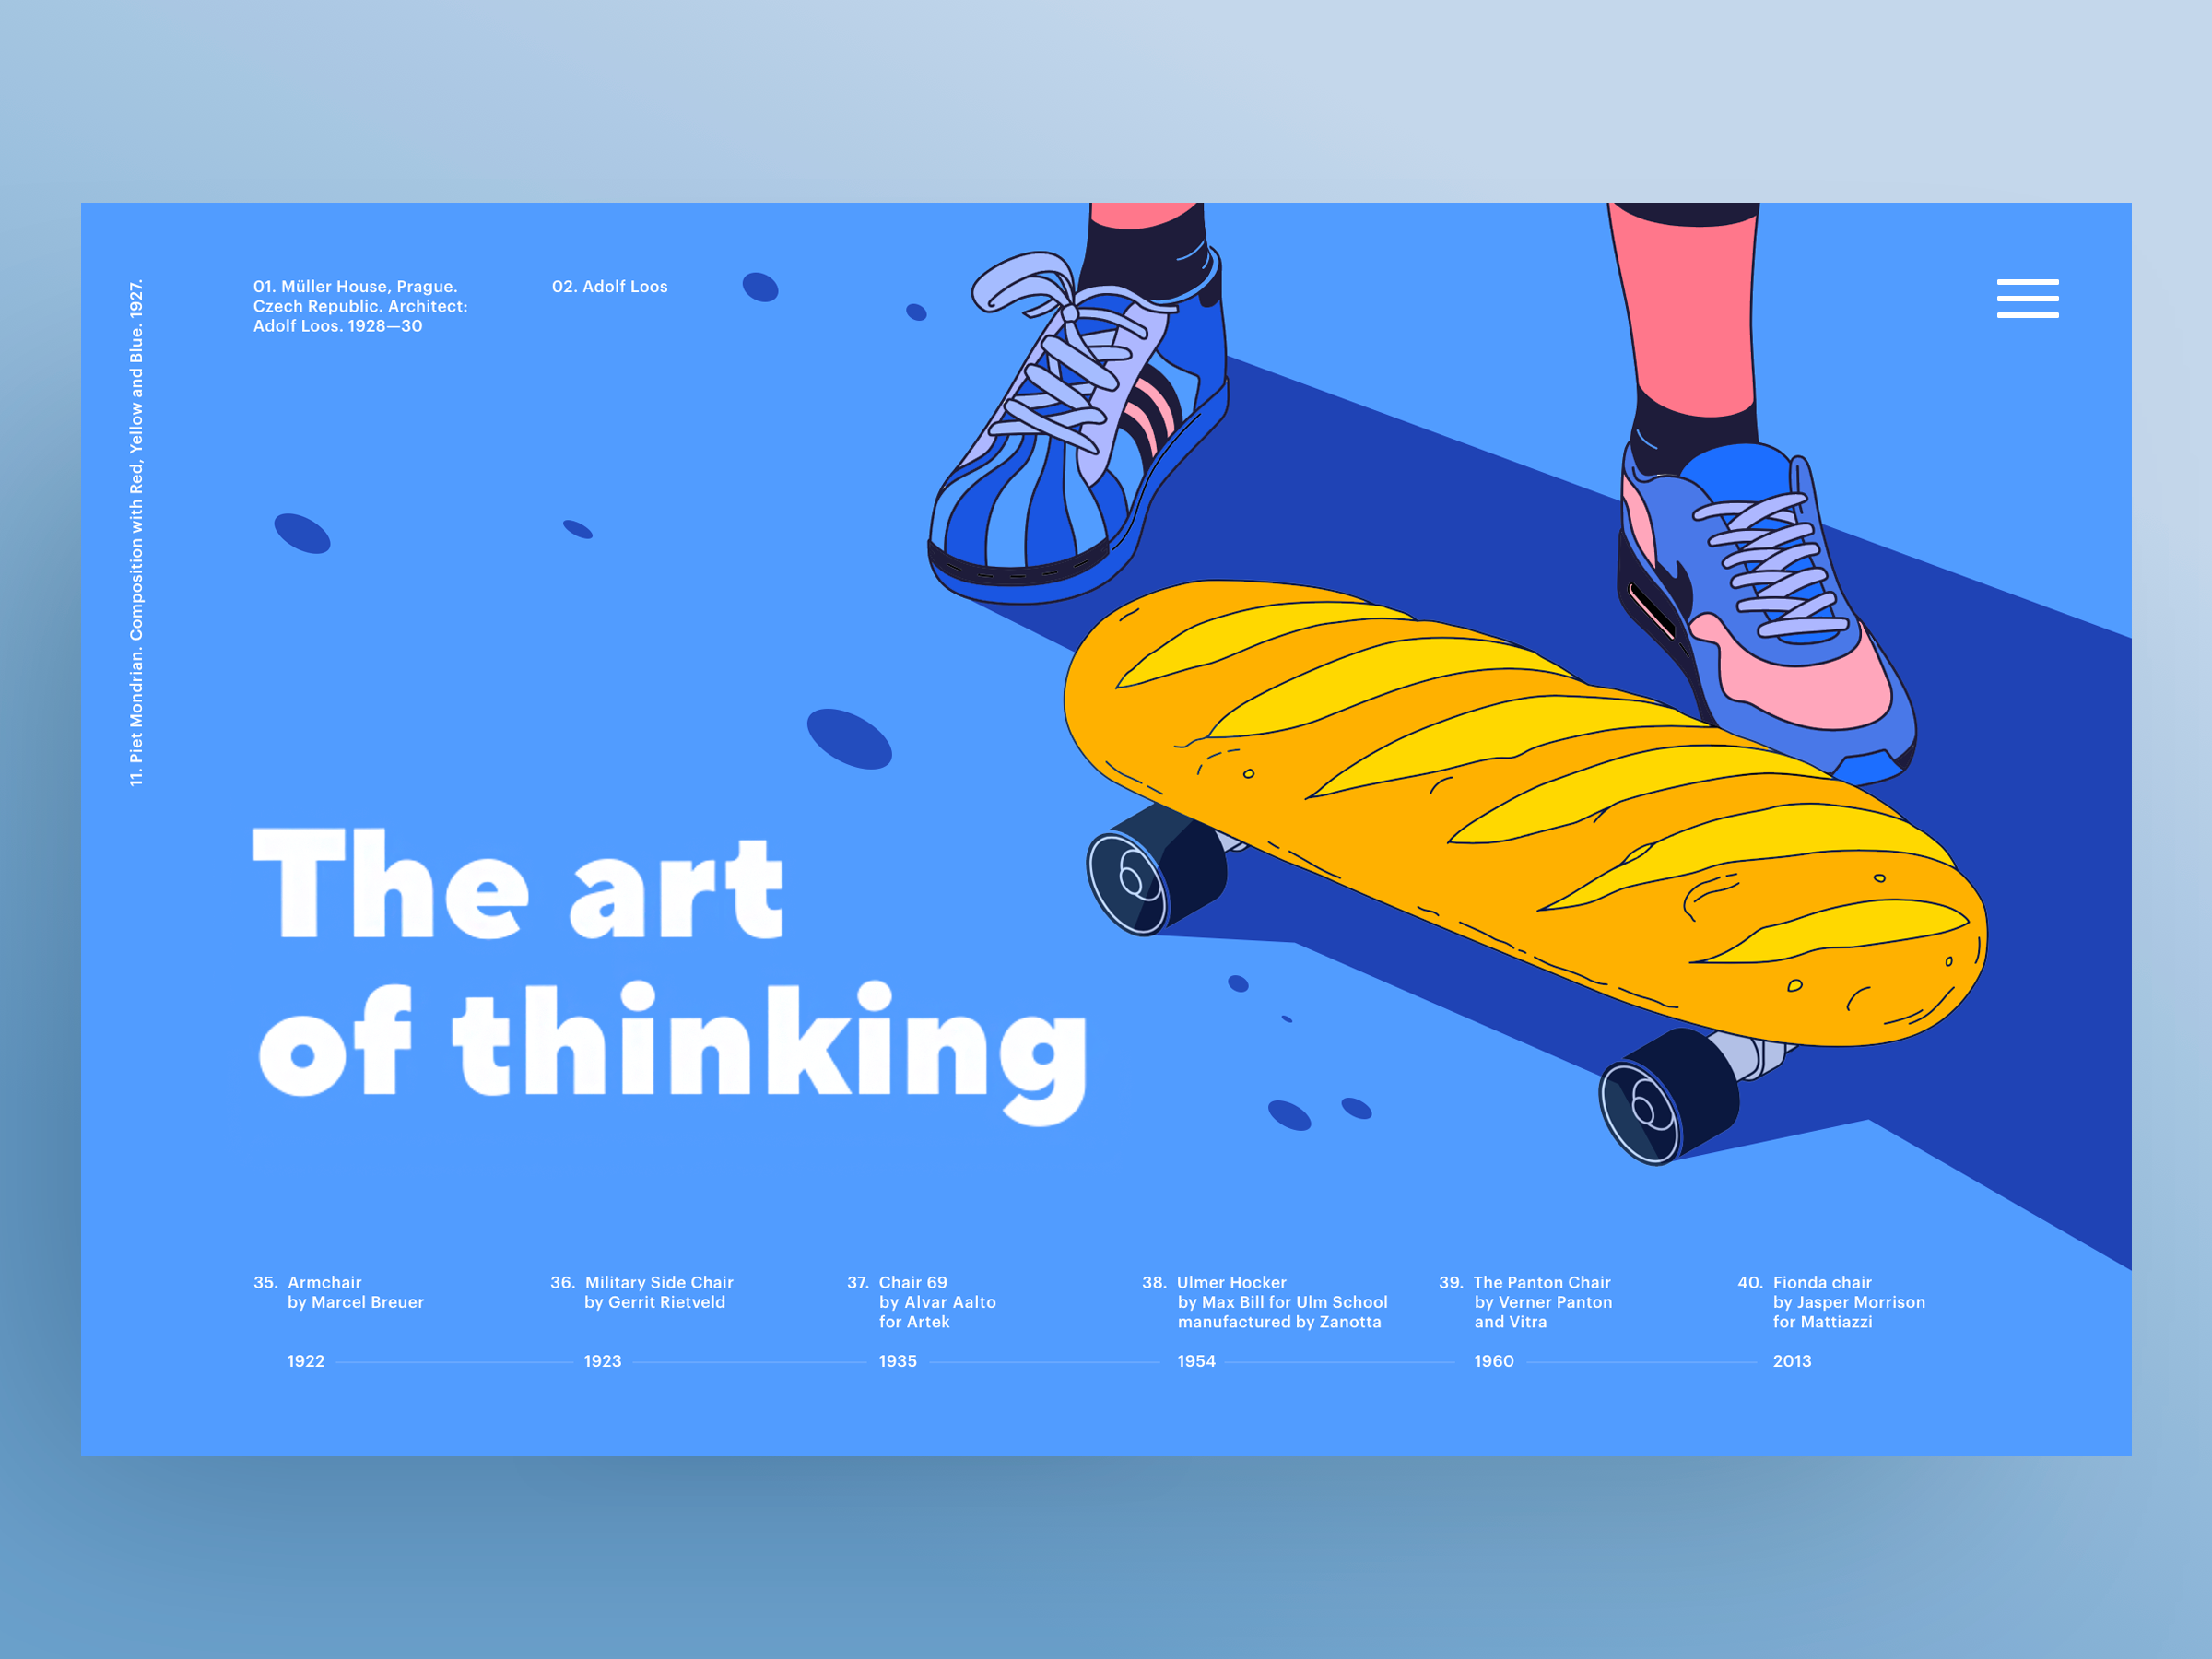 01. Müller House, Prague.
Czech Republic. Architect:
Adolf Loos. 1928—30
02. Adolf Loos
11. Piet Mondrian. Composition with Red, Yellow and Blue. 1927.
The art
of thinking
35. Armchair
by Marcel Breuer
1922
36. Military Side Chair
by Gerrit Rietveld
1923
37. Chair 69
by Alvar Aalto
for Artek
1935
38. Ulmer Hocker
by Max Bill for Ulm School
manufactured by Zanotta
1954
39. The Panton Chair
by Verner Panton
and Vitra
1960
40. Fionda chair
by Jasper Morrison
for Mattiazzi
2013